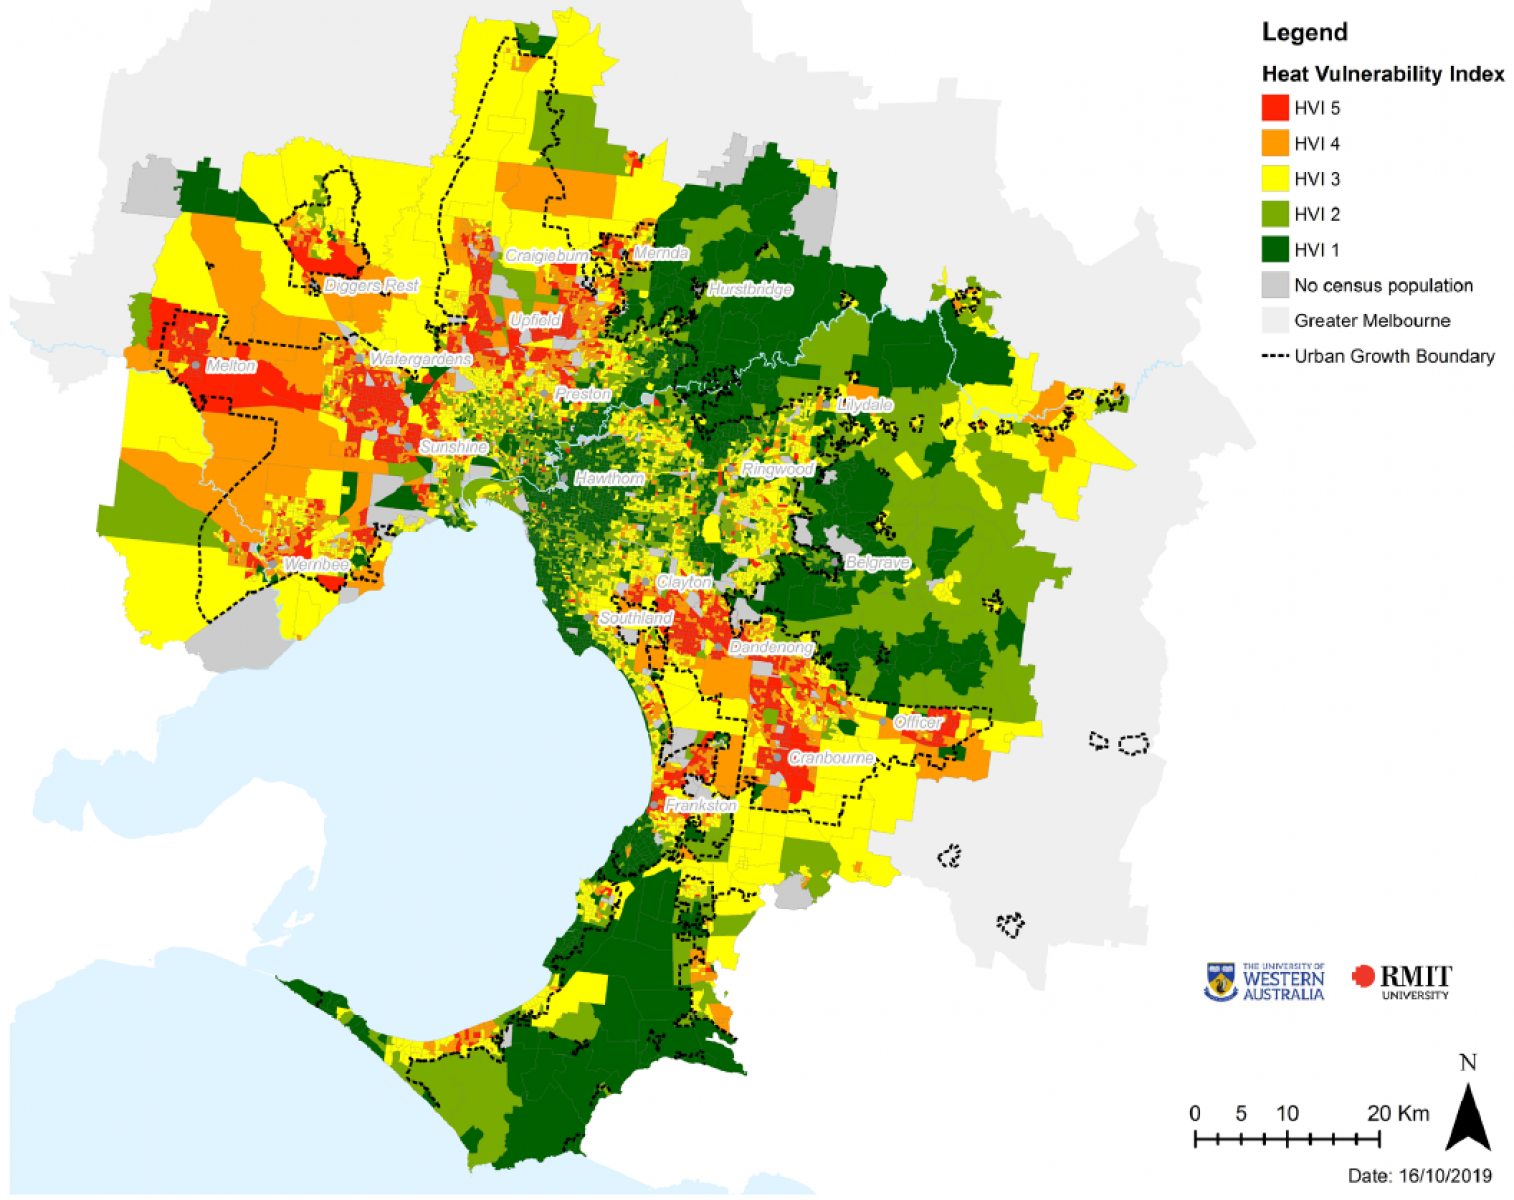 Legend
Heat Vulnerability Index
HVI 5
HVI 4
HVI 3
HVI 2
HVI 1
No census population
Greater Melbourne
Urban Growth Boundary
Craigieburn
Mernda
Diggers Rest
Hurstbridge
Upfield
Watergardens
Melton
Preston
Lilydale
Sunshine
Ringwood
Hawthorn
Werribee
Belgrave
Clayton
Southland
Dandenong
Officer
Cranbourne
Frankston
THE UNIVERSITY OF
WESTERN
AUSTRALIA
RMIT
UNIVERSITY
N
0 5 10 20 Km
Date: 16/10/2019